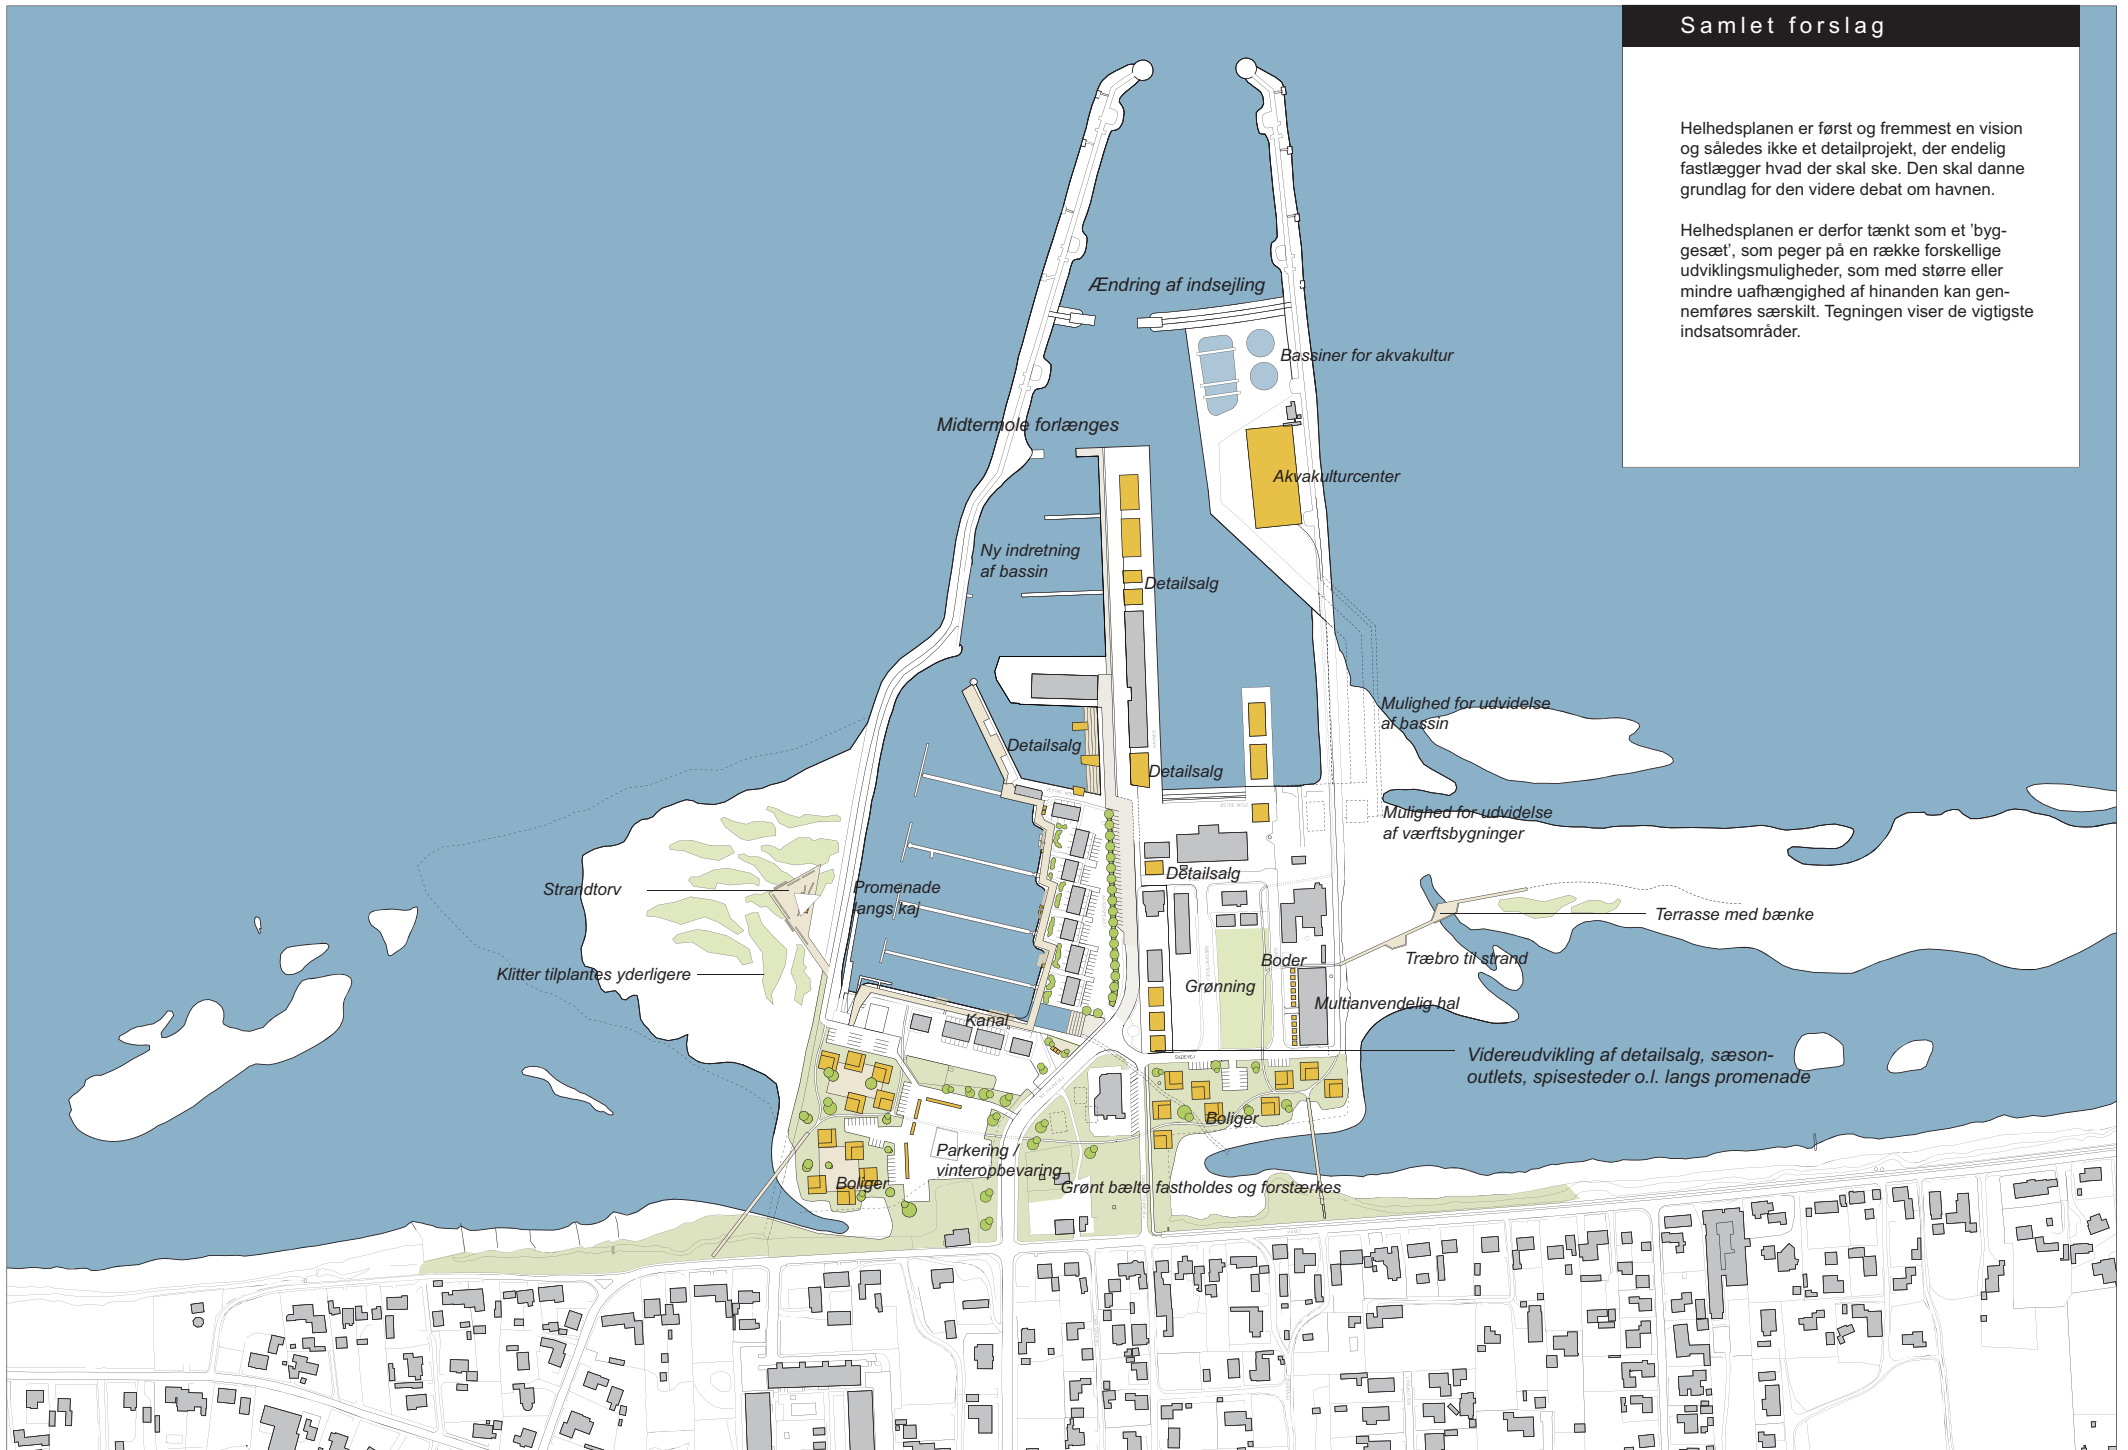 Samlet forslag
Helhedsplanen er først og fremmest en vision
og således ikke et detailprojekt, der endelig
fastlægger hvad der skal ske. Den skal danne
grundlag for den videre debat om havnen.
Helhedsplanen er derfor tænkt som et 'byg-
gesæt', som peger på en række forskellige
udviklingsmuligheder, som med større eller
mindre uafhængighed af hinanden kan gen-
nemføres særskilt. Tegningen viser de vigtigste
indsatsområder.
Ændring af indsejling
Bassiner for akvakultur
Midtermole forlænges
Akvakulturcenter
Ny indretning
af bassin
Detailsalg
Mulighed for udvidelse
af bassin
Detailsalg
Detailsalg
Mulighed for udvidelse
af værftsbygninger
Detailsalg
Strandtorv
Promenade
langs kaj
Terrasse med bænke
Træbro til strand
Boder
Klitter tilplantes yderligere
Grønning
Multianvendelig hal
Kanal
SILDEVEJ
Videreudvikling af detailsalg, sæson-
outlets, spisesteder o.l. langs promenade
Boliger
Parkering /
vinteropbevaring
Boliger
Grønt bælte fastholdes og forstærkes